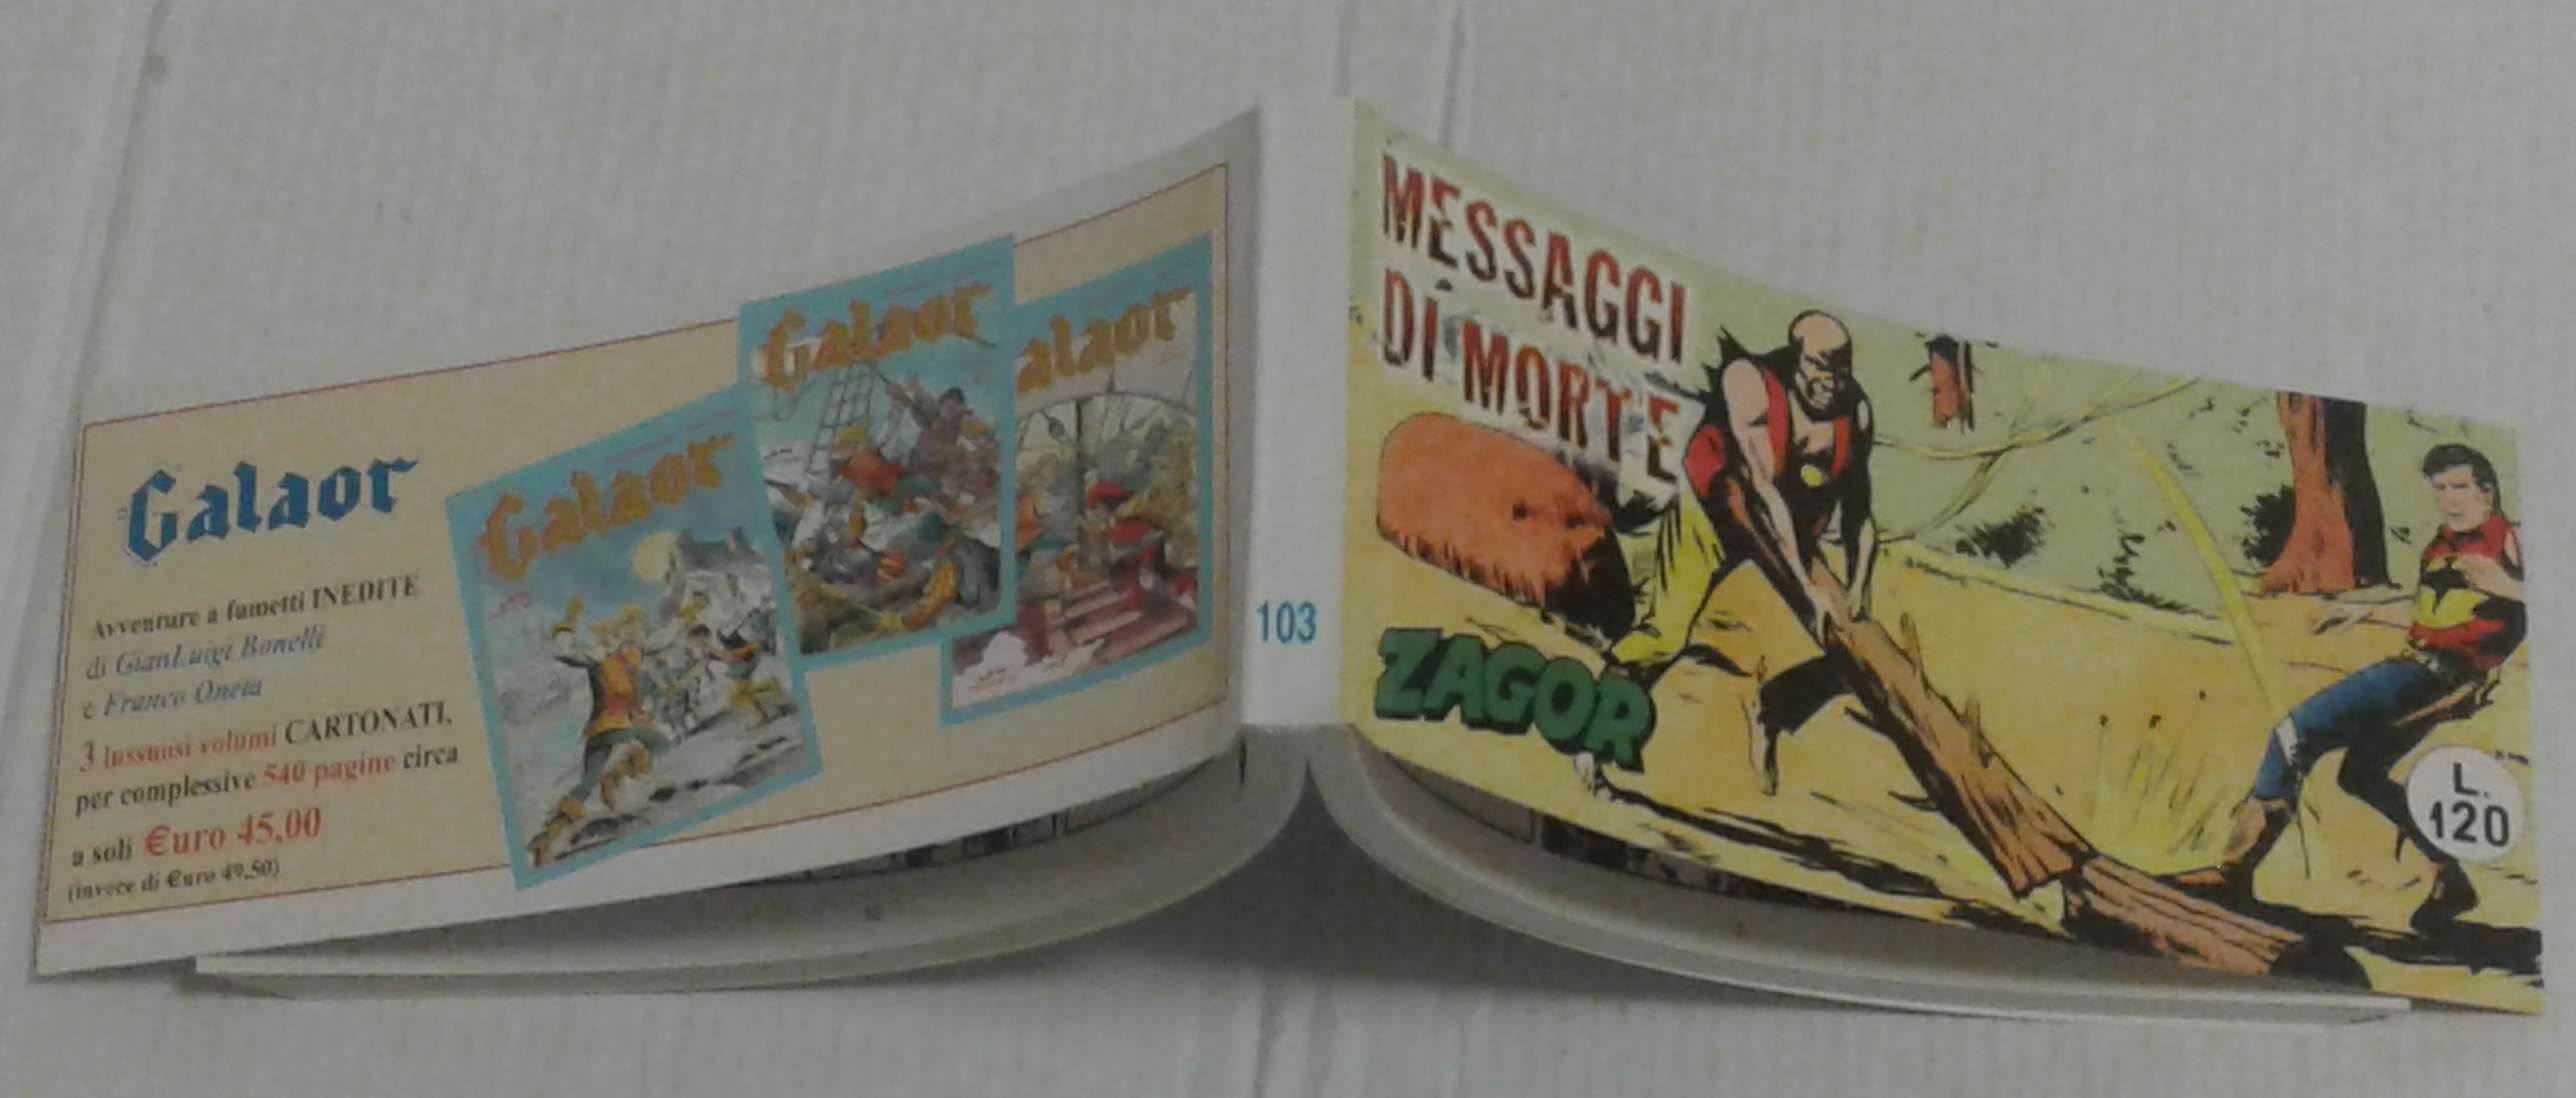 Galaor
Avventure a fumetti INEDITE
di GianLuigi Bonelli
e Franco Oneta
3 lussuosi volumi CARTONATI,
per complessive 540 pagine circa
a soli €uro 45,00
(invece di €uro 49,50)
Galaor
Galaor
alaor
103
MESSAGGI
DI MORTE
ZAGOR
L.
120